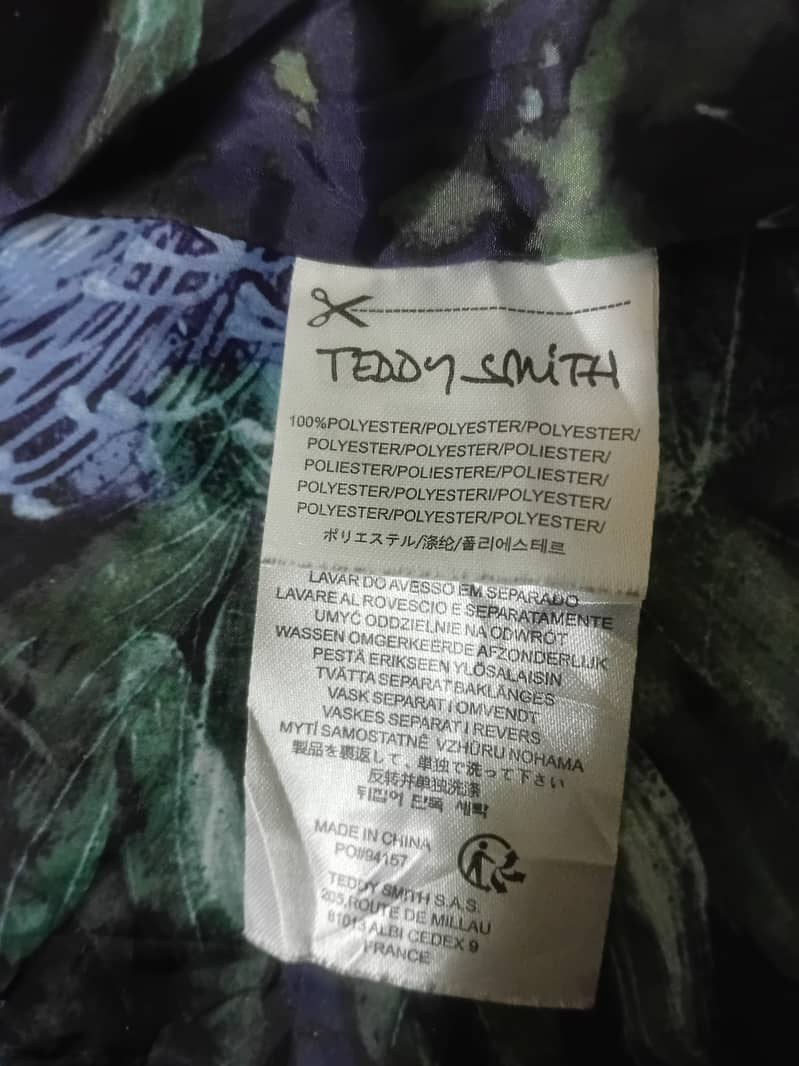 TEDDY SMITH
100%POLYESTER/POLYESTER/POLYESTER/
POLYESTER/POLYESTER/POLIESTER/
POLIESTER/POLIESTERE/POLIESTER/
POLYESTER/POLYESTERI/POLYESTER/
POLYESTER/POLYESTER/POLYESTER/
ポリエステル/涤纶/폴리에스테르
LAVAR DO AVESSO EM SEPARADO
LAVARE AL ROVESCIO E SEPARATAMENTE
UMYĆ ODDZIELNIE NA ODWRÓT
WASSEN OMGERKEERDE AFZONDERLIJK
PESTÄ ERIKSEEN YLÖSALAISIN
TVÄTTA SEPARAT BAKLÄNGES
VASK SEPARAT I OMVENDT
VASKES SEPARAT I REVERS
MYTÍ SAMOSTATNĚ VZHŮRU NOHAMA
製品を裏返して,単独で洗って下さい
反转并单独洗涤
뒤집어 단독 세탁
MADE IN CHINA
PO#94157
TEDDY SMITH S.A.S.
205,ROUTE DE MILLAU
81013 ALBI CEDEX 9
FRANCE